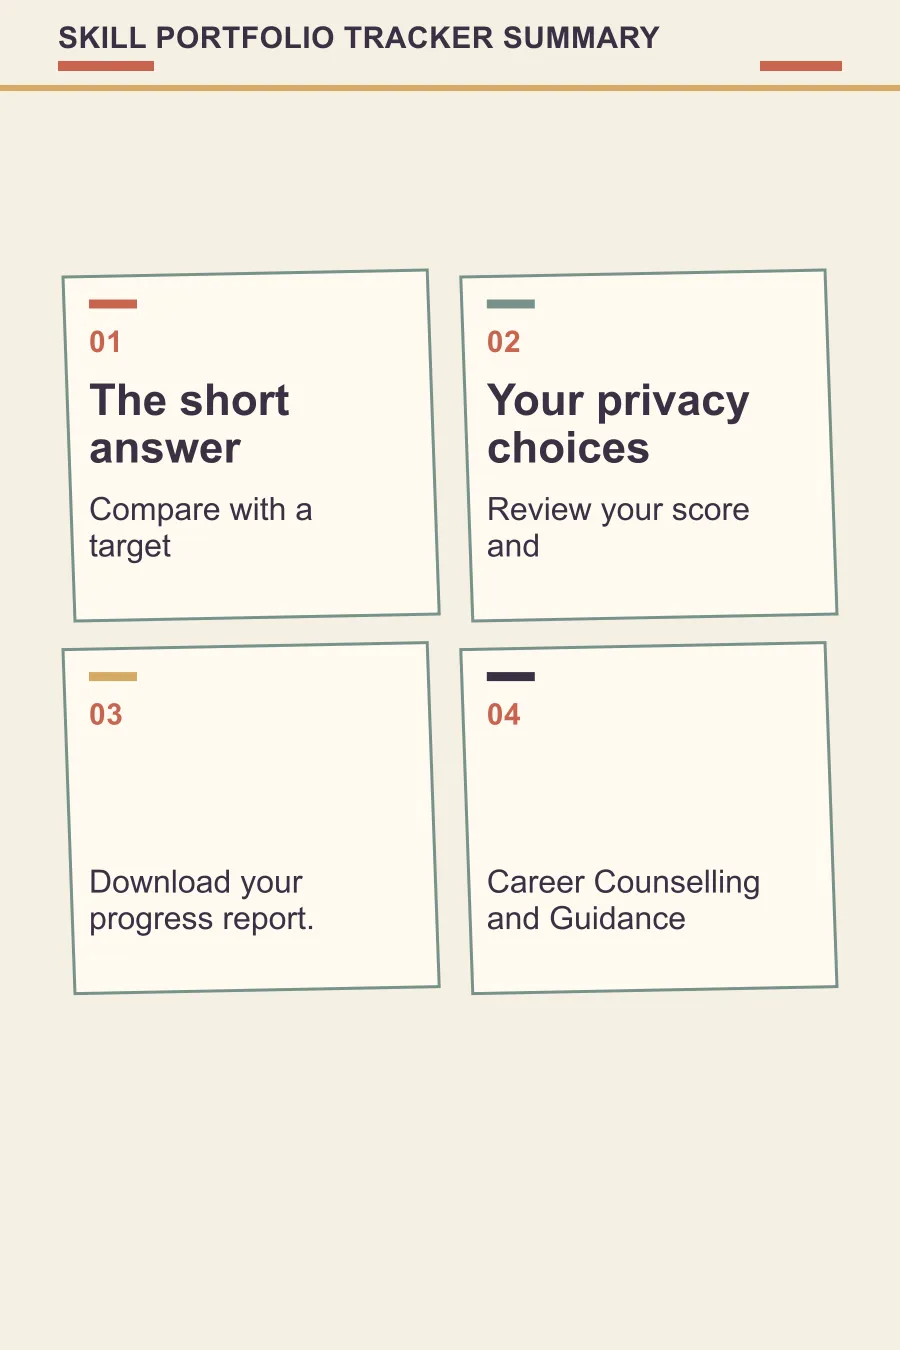 SKILL PORTFOLIO TRACKER SUMMARY
01
The short
answer
Compare with a
target
02
Your privacy
choices
Review your score
and
03
Download your
progress report.
04
Career Counselling
and Guidance